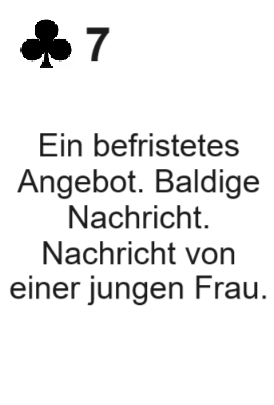 ♣ 7
Ein befristetes
Angebot. Baldige
Nachricht.
Nachricht von
einer jungen Frau.